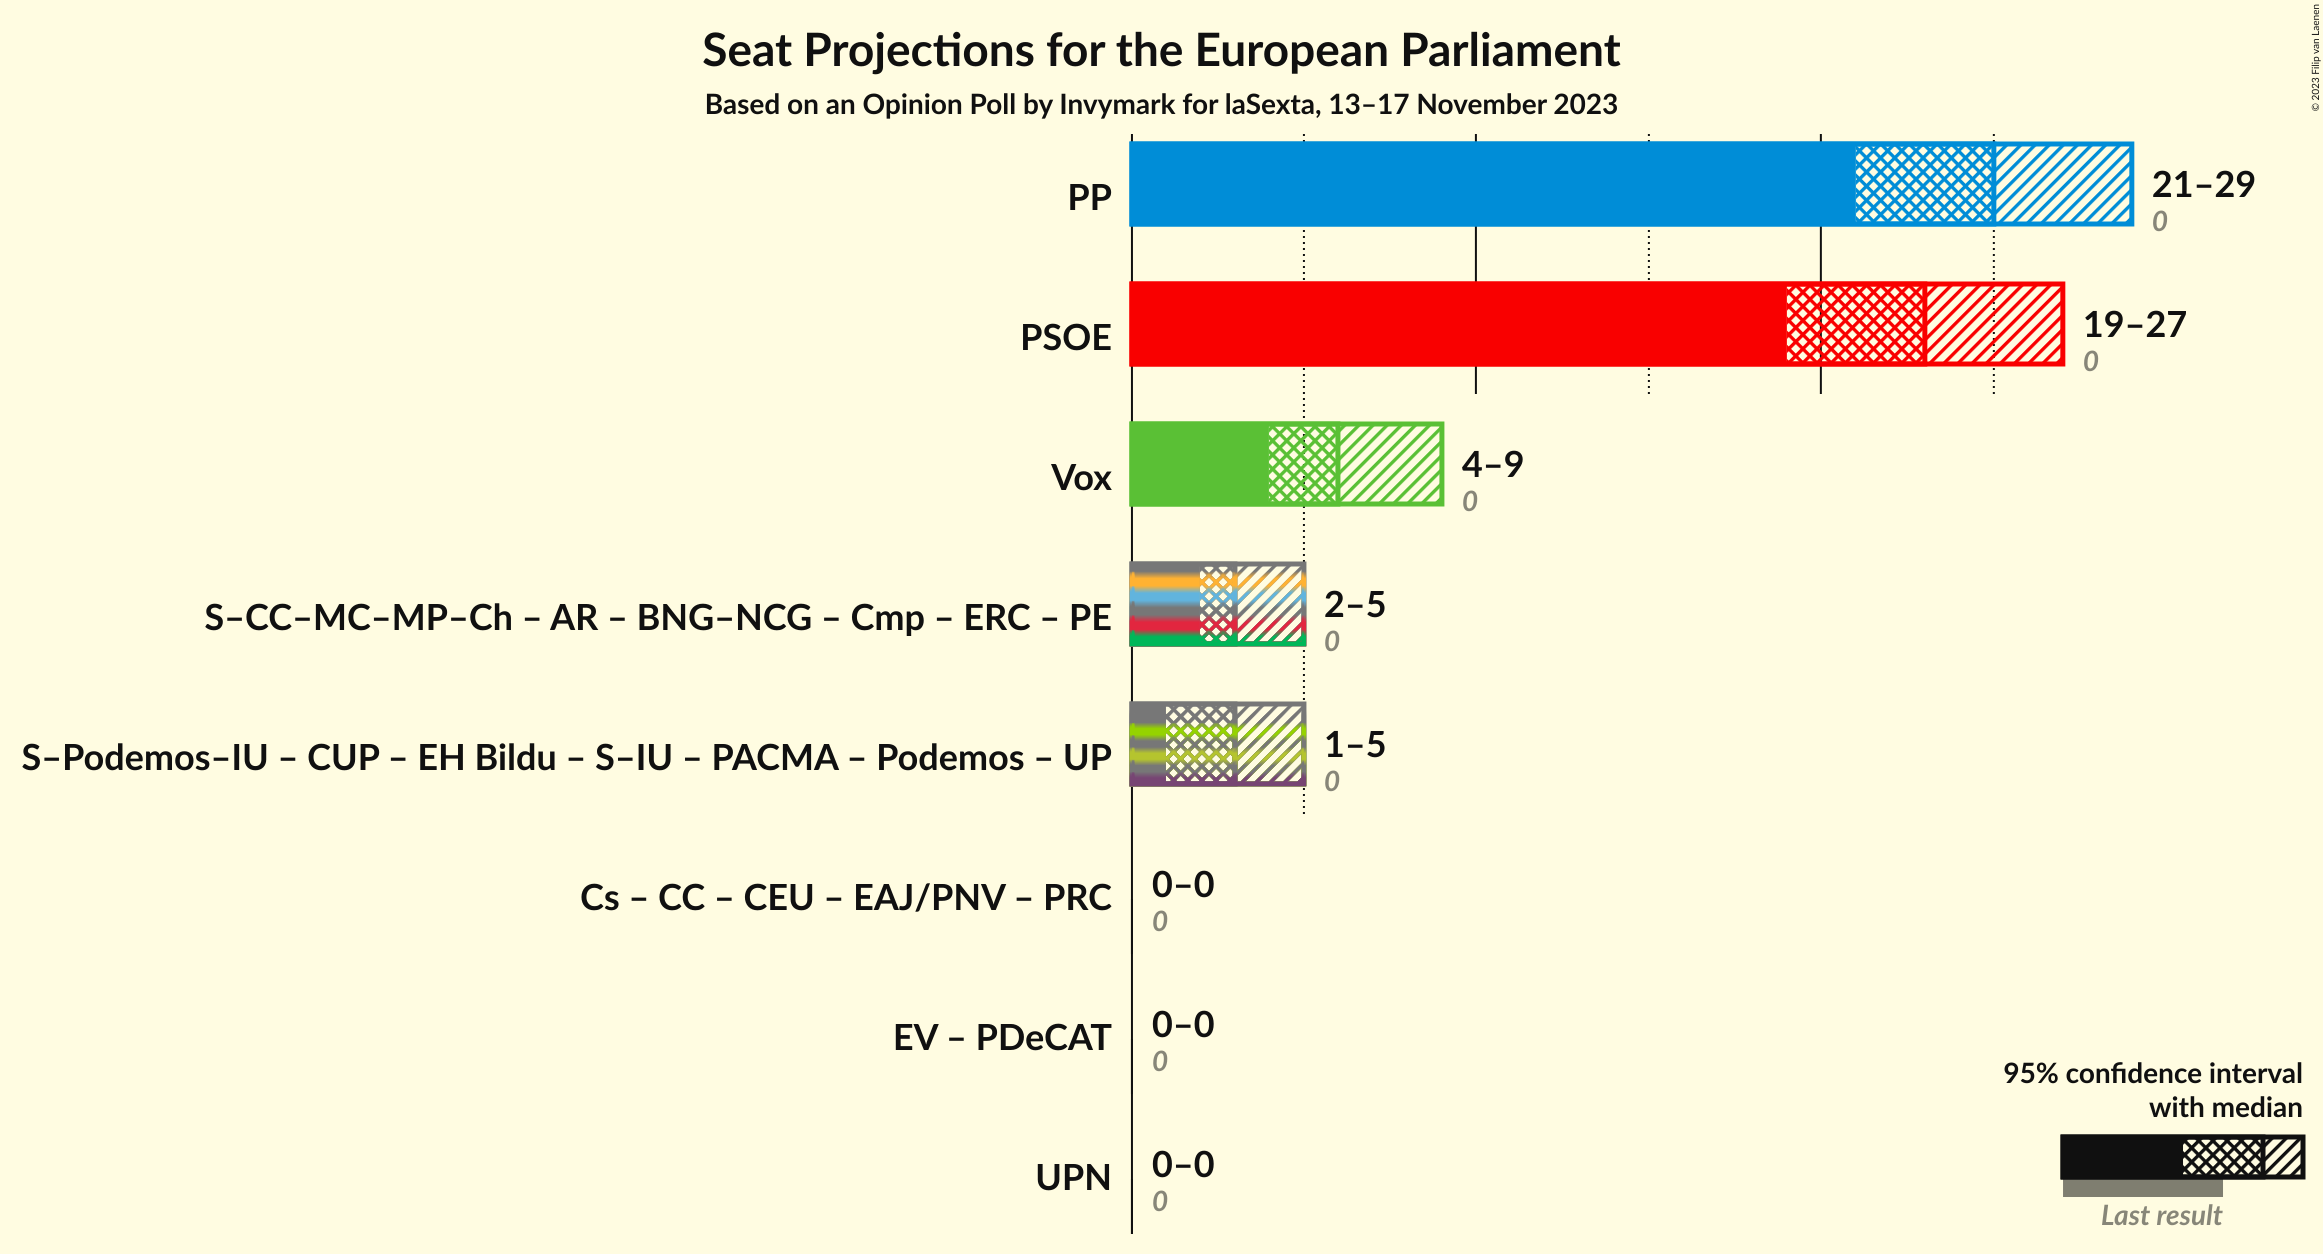 Seat Projections for the European Parliament
Based on an Opinion Poll by Invymark for laSexta, 13–17 November 2023
© 2023 Filip van Laenen
PP
21–29
0
PSOE
19–27
0
Vox
4–9
0
S–CC–MC–MP–Ch – AR – BNG–NCG – Cmp – ERC – PE
2–5
0
S–Podemos–IU – CUP – EH Bildu – S–IU – PACMA – Podemos – UP
1–5
0
Cs – CC – CEU – EAJ/PNV – PRC
0–0
0
EV – PDeCAT
0–0
0
UPN
0–0
0
95% confidence interval
with median
Last result